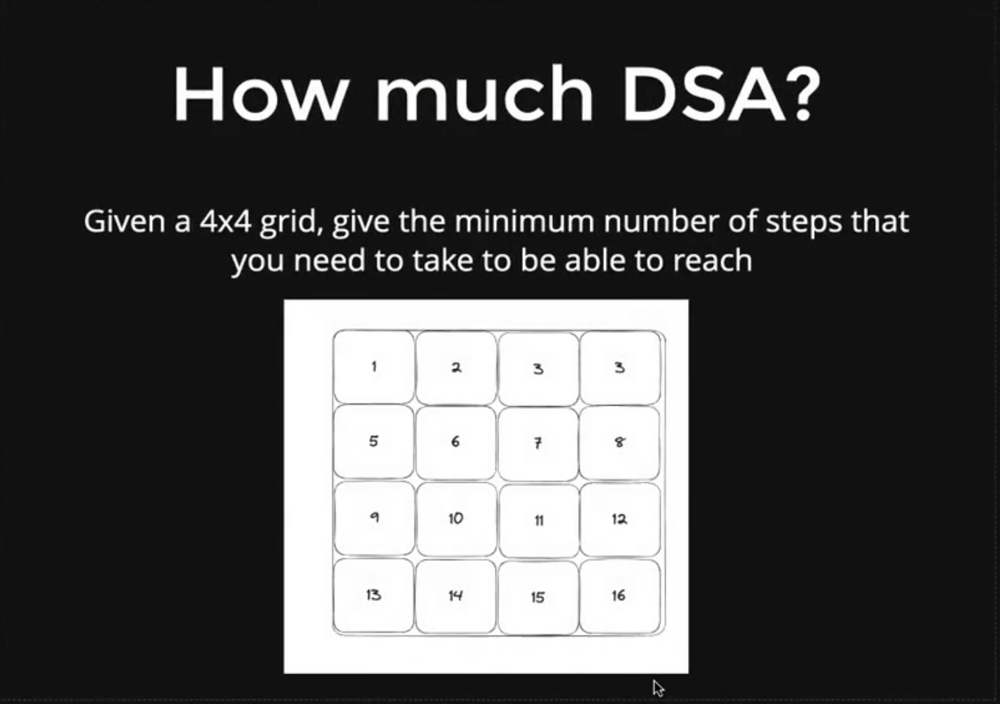 How much DSA?
Given a 4x4 grid, give the minimum number of steps that
you need to take to be able to reach
1 2 3 3
5 6 7 8
9 10 11 12
13 14 15 16